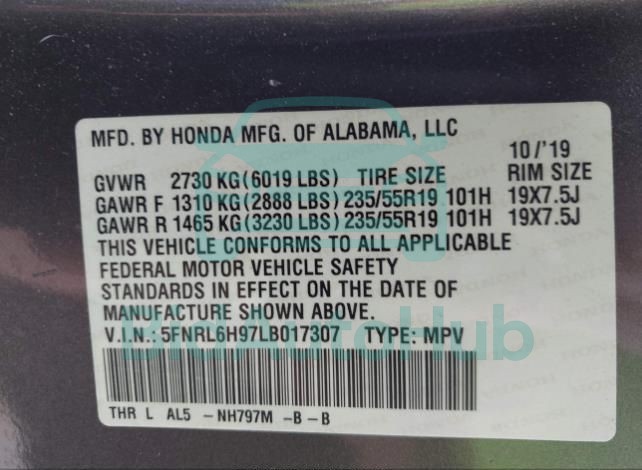 MFD. BY HONDA MFG. OF ALABAMA, LLC
10/'19
GVWR 2730 KG(6019 LBS) TIRE SIZE RIM SIZE
GAWR F 1310 KG(2888 LBS)235/55R19 101H 19X7.5J
GAWR R 1465 KG(3230 LBS)235/55R19 101H 19X7.5J
THIS VEHICLE CONFORMS TO ALL APPLICABLE
FEDERAL MOTOR VEHICLE SAFETY
STANDARDS IN EFFECT ON THE DATE OF
MANUFACTURE SHOWN ABOVE.
V.I.N.: 5FNRL6H97LB017307 TYPE: MPV
THR L AL5 -NH797M -B-B
BidAutoHub